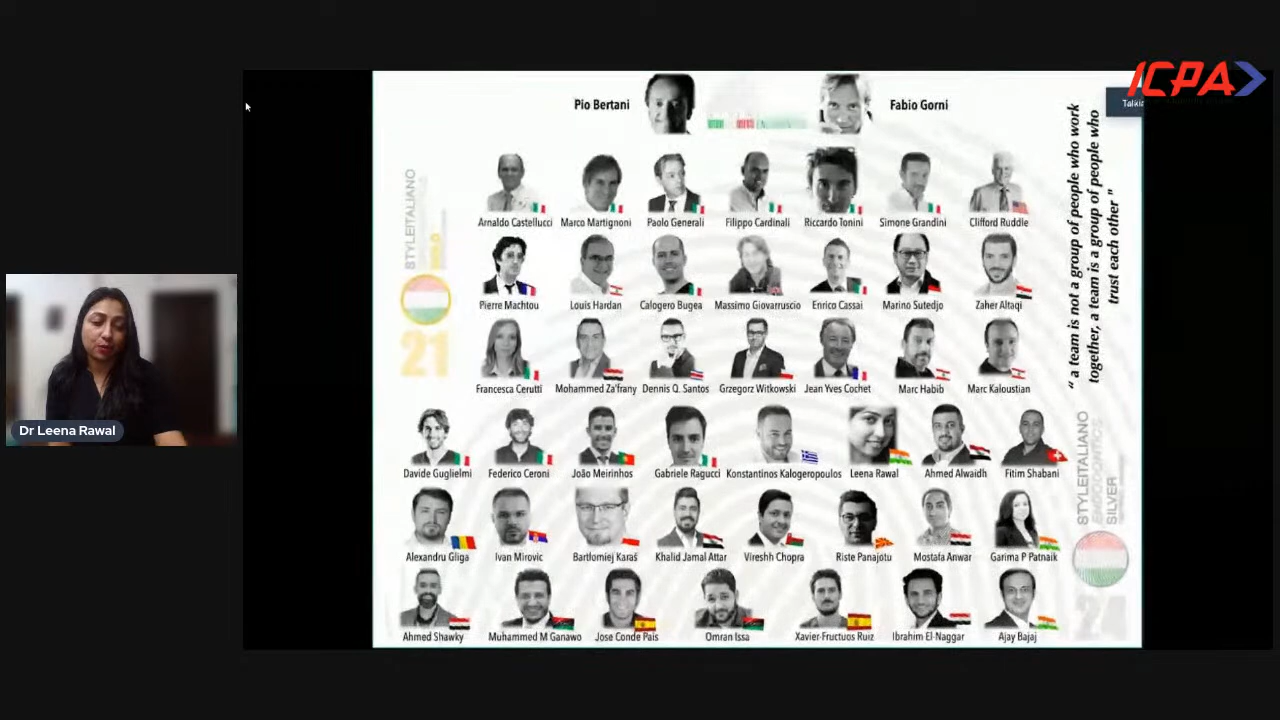 ICPA
Talki
Pio Bertani
Fabio Gorni
" a team is not a group of people who work
together, a team is a group of people who
trust each other "
STYLEITALIANO
21
Arnaldo Castellucci
Marco Martignoni
Paolo Generali
Filippo Cardinali
Riccardo Tonini
Simone Grandini
Clifford Ruddle
Pierre Machtou
Louis Hardan
Calogero Bugea
Massimo Giovarruscio
Enrico Cassai
Marino Sutedjo
Zaher Altaqi
Francesca Cerutti
Mohammed Za'frany
Dennis Q. Santos
Grzegorz Witkowski
Jean Yves Cochet
Marc Habib
Marc Kaloustian
Dr Leena Rawal
Davide Guglielmi
Federico Ceroni
João Meirinhos
Gabriele Ragucci
Konstantinos Kalogeropoulos
Leena Rawal
Ahmed Alwaidh
Fitim Shabani
STYLEITALIANO
ENDODONTICS
SILVER
24
Alexandru Gliga
Ivan Mirovic
Bartłomiej Karaś
Khalid Jamal Attar
Vireshh Chopra
Riste Panajotu
Mostafa Anwar
Garima P Patnaik
Ahmed Shawky
Muhammed M Ganawo
Jose Conde Pais
Omran Issa
Xavier-Fructuos Ruiz
Ibrahim El-Naggar
Ajay Bajaj